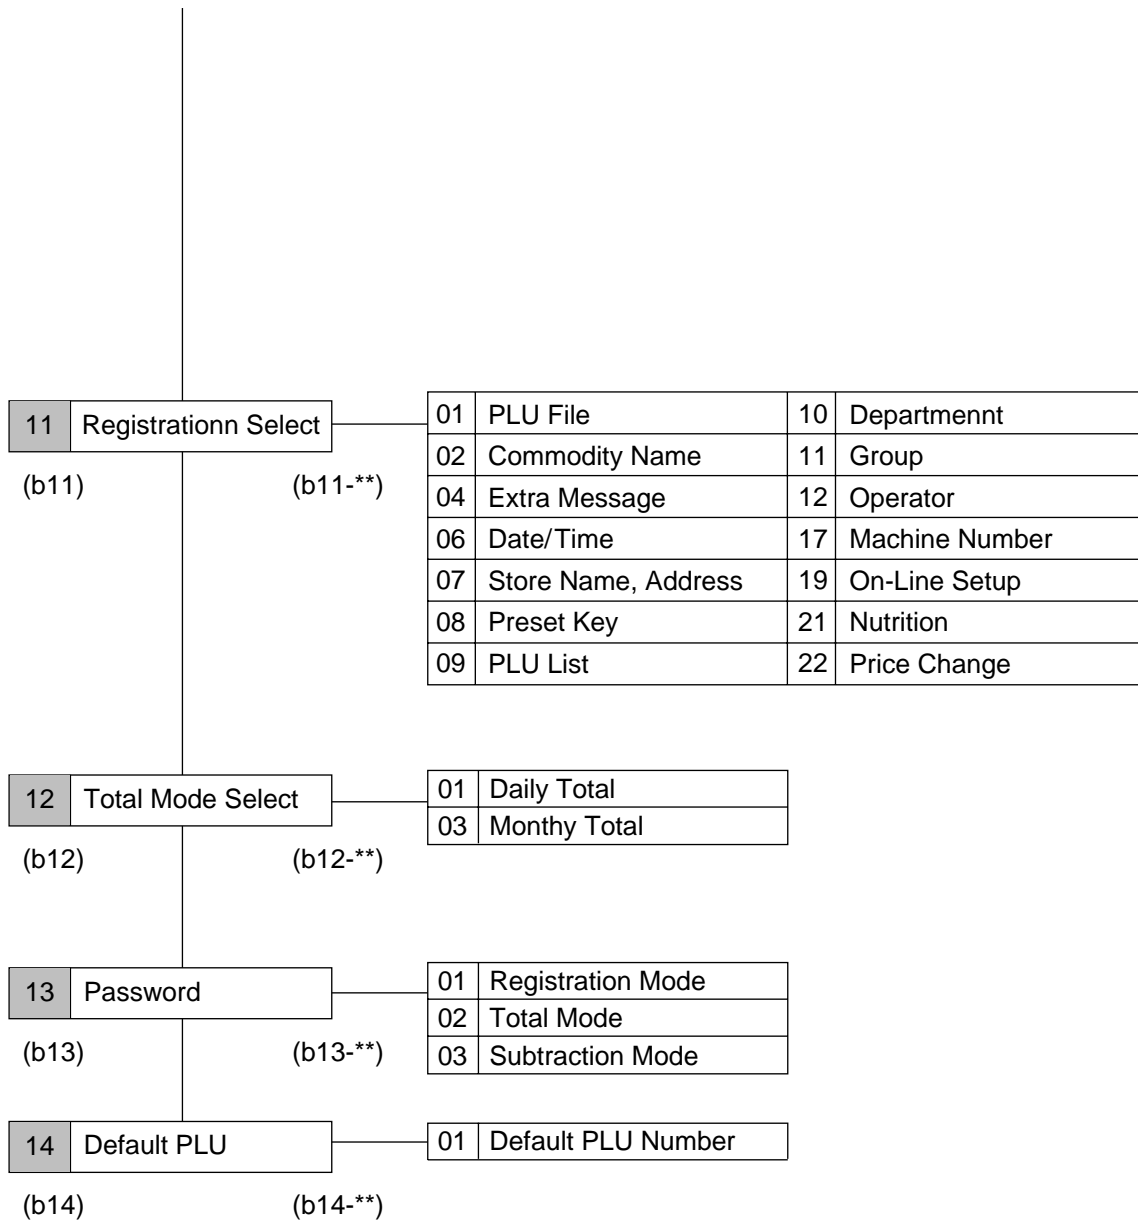 11 Registrationn Select
(b11) (b11-**)
01 PLU File 10 Departmennt
02 Commodity Name 11 Group
04 Extra Message 12 Operator
06 Date/Time 17 Machine Number
07 Store Name, Address 19 On-Line Setup
08 Preset Key 21 Nutrition
09 PLU List 22 Price Change
12 Total Mode Select
(b12) (b12-**)
01 Daily Total
03 Monthy Total
13 Password
(b13) (b13-**)
01 Registration Mode
02 Total Mode
03 Subtraction Mode
14 Default PLU
(b14) (b14-**)
01 Default PLU Number